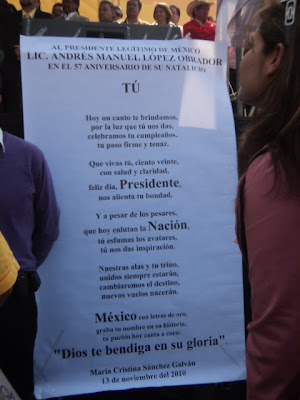 AL PRESIDENTE LEGÍTIMO DE MÉXICO
LIC. ANDRÉS MANUEL LÓPEZ OBRADOR
EN EL 57 ANIVERSARIO DE SU NATALICIO
TÚ
Hoy un canto te brindamos,
por la luz que tú nos das,
celebramos tu cumpleaños,
tu paso firme y tenaz.
Que vivas tú, ciento veinte,
con salud y claridad,
feliz día, Presidente,
nos alienta tu bondad.
Y a pesar de los pesares,
que hoy enlutan la Nación,
tú esfumas los avatares,
tú nos das inspiración.
Nuestras alas y tu trino,
unidos siempre estarán,
cambiaremos el destino,
nuevos vuelos nacerán.
México con letras de oro,
graba tu nombre en su historia,
tu pueblo hoy canta a coro:
"Dios te bendiga en su gloria"
María Cristina Sánchez Galván
13 de noviembre del 2010